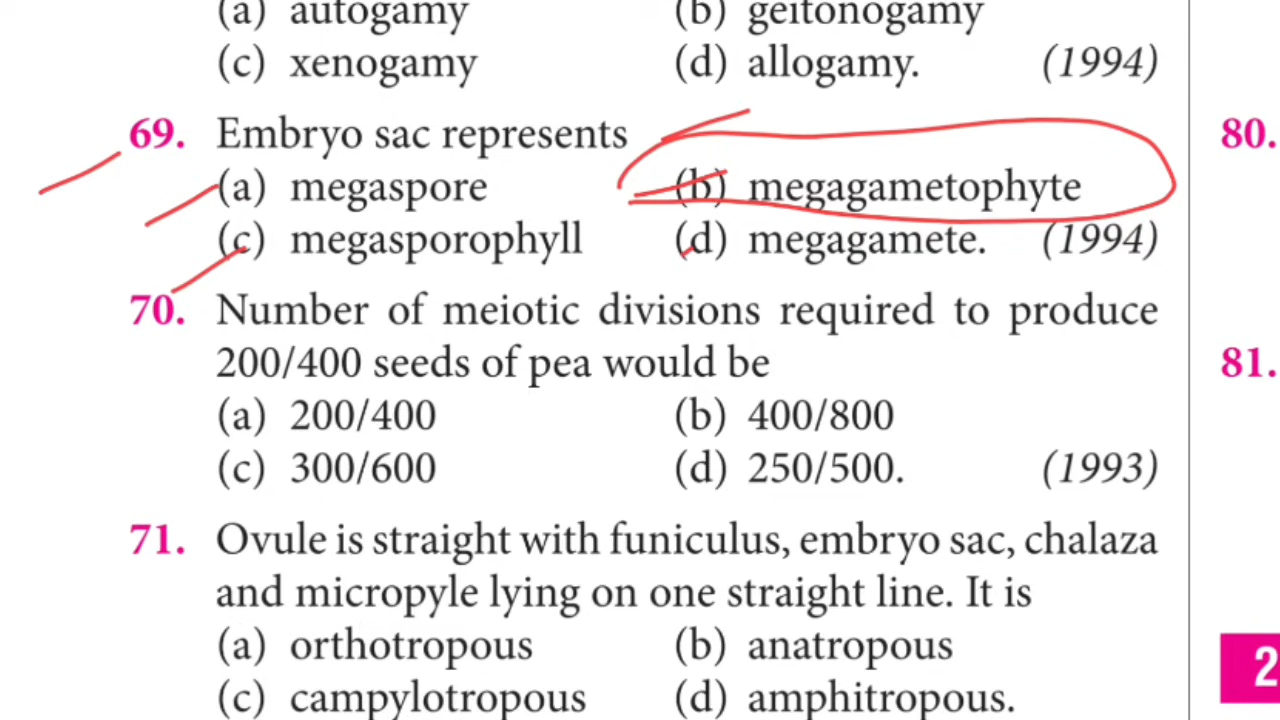 (a) autogamy (b) geitonogamy
(c) xenogamy (d) allogamy. (1994)
69. Embryo sac represents
(a) megaspore (b) megagametophyte
(c) megasporophyll (d) megagamete. (1994)
70. Number of meiotic divisions required to produce
200/400 seeds of pea would be
(a) 200/400 (b) 400/800
(c) 300/600 (d) 250/500. (1993)
71. Ovule is straight with funiculus, embryo sac, chalaza
and micropyle lying on one straight line. It is
(a) orthotropous (b) anatropous
(c) campylotropous (d) amphitropous.
80.
81.
2